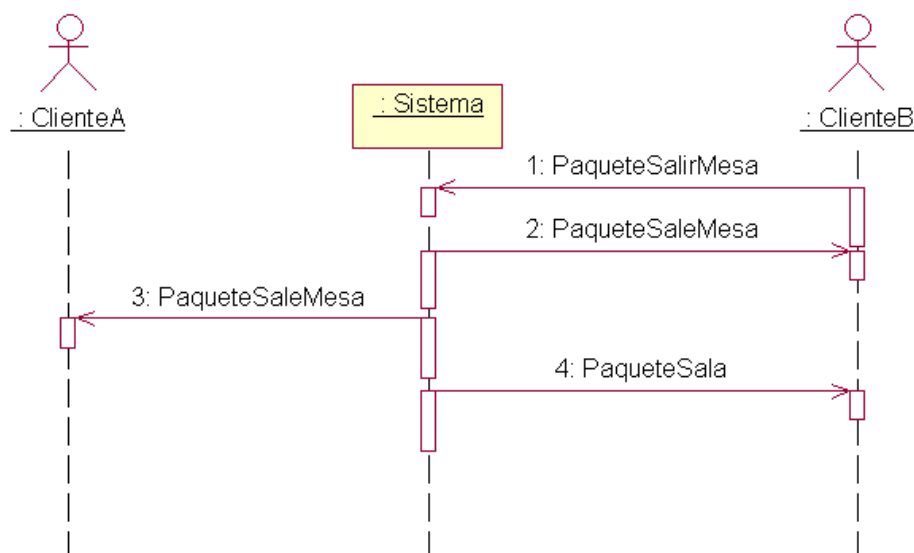 : ClienteA
: Sistema
: ClienteB
1: PaqueteSalirMesa
2: PaqueteSaleMesa
3: PaqueteSaleMesa
4: PaqueteSala